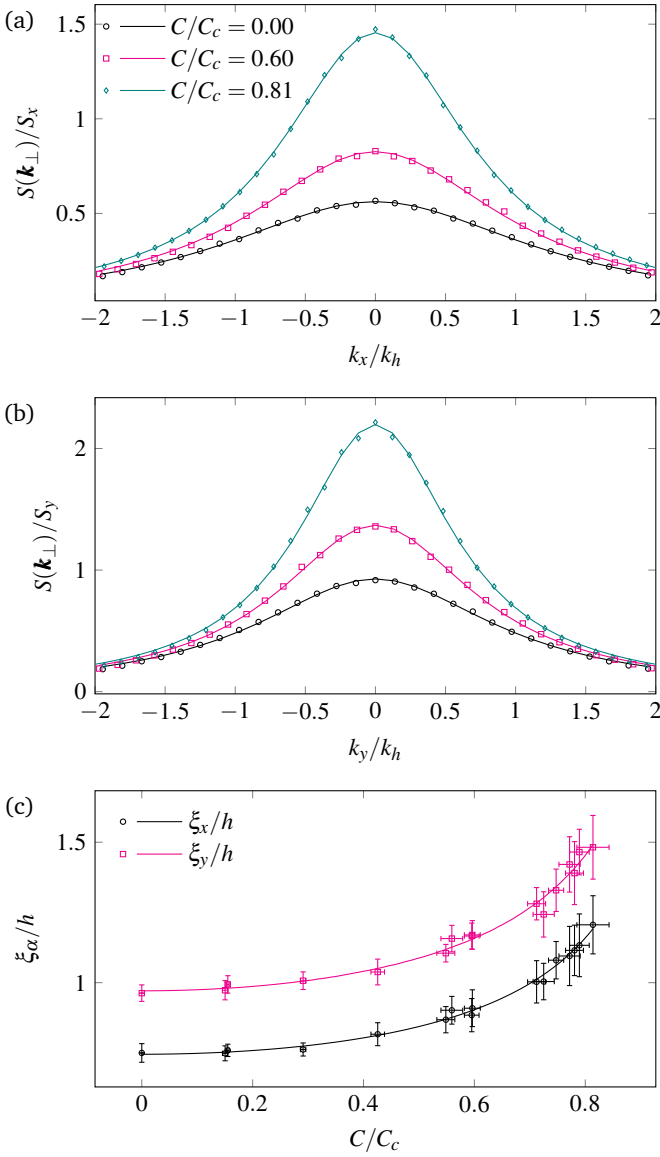 (a)
C/C_c = 0.00
C/C_c = 0.60
C/C_c = 0.81
S(k_⊥)/S_x
1.5
1
0.5
−2 −1.5 −1 −0.5 0 0.5 1 1.5 2
k_x/k_h
(b)
S(k_⊥)/S_y
2
1
0
−2 −1.5 −1 −0.5 0 0.5 1 1.5 2
k_y/k_h
(c)
ξ_x/h
ξ_y/h
ξ_α/h
1.5
1
0 0.2 0.4 0.6 0.8
C/C_c